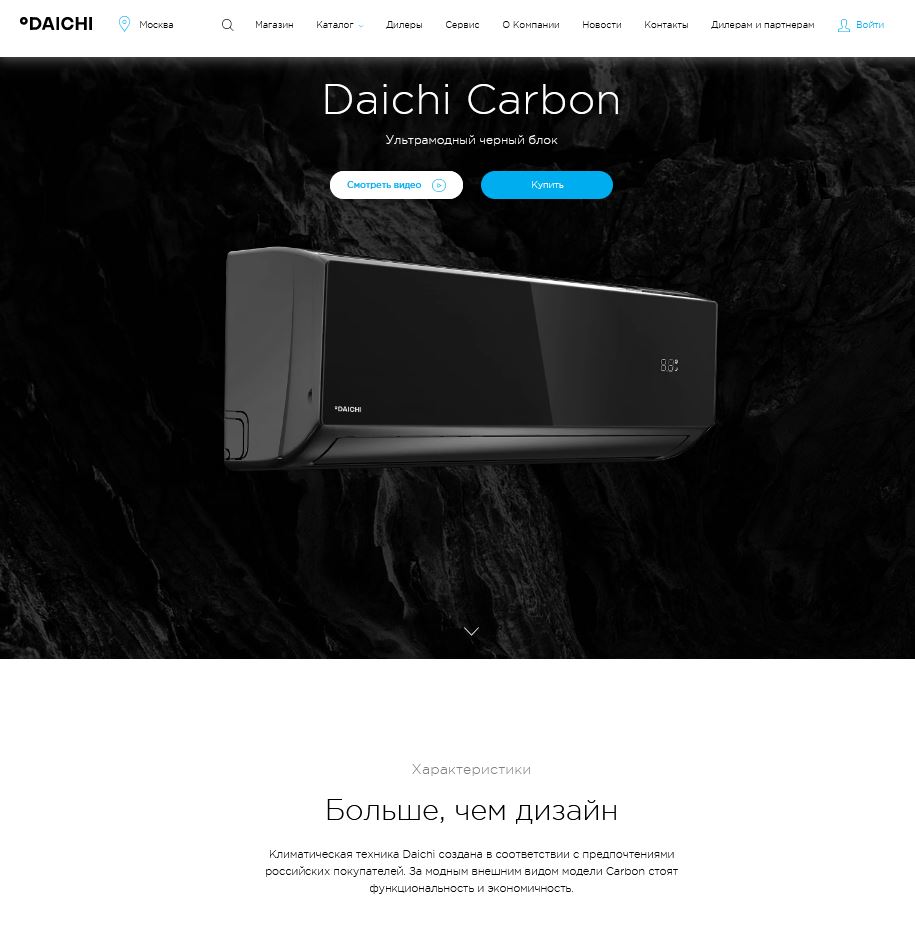 DAICHI
Москва
Магазин
Каталог
Дилеры
Сервис
О Компании
Новости
Контакты
Дилерам и партнерам
Войти
Daichi Carbon
Ультрамодный черный блок
Смотреть видео
Купить
88
DAICHI
Характеристики
Больше, чем дизайн
Климатическая техника Daichi создана в соответствии с предпочтениями
российских покупателей. За модным внешним видом модели Carbon стоят
функциональность и экономичность.